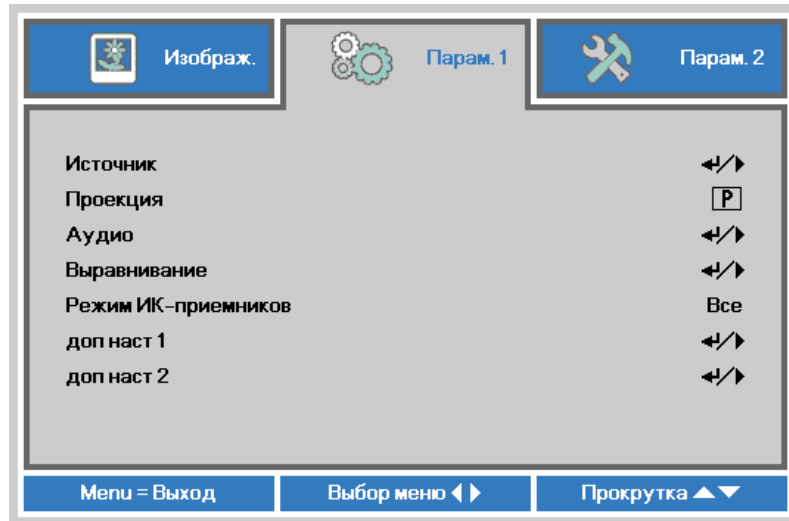 Изображ. Парам. 1 Парам. 2
Источник
Проекция P
Аудио
Выравнивание
Режим ИК-приемников Все
доп наст 1
доп наст 2
Menu = Выход Выбор меню Прокрутка